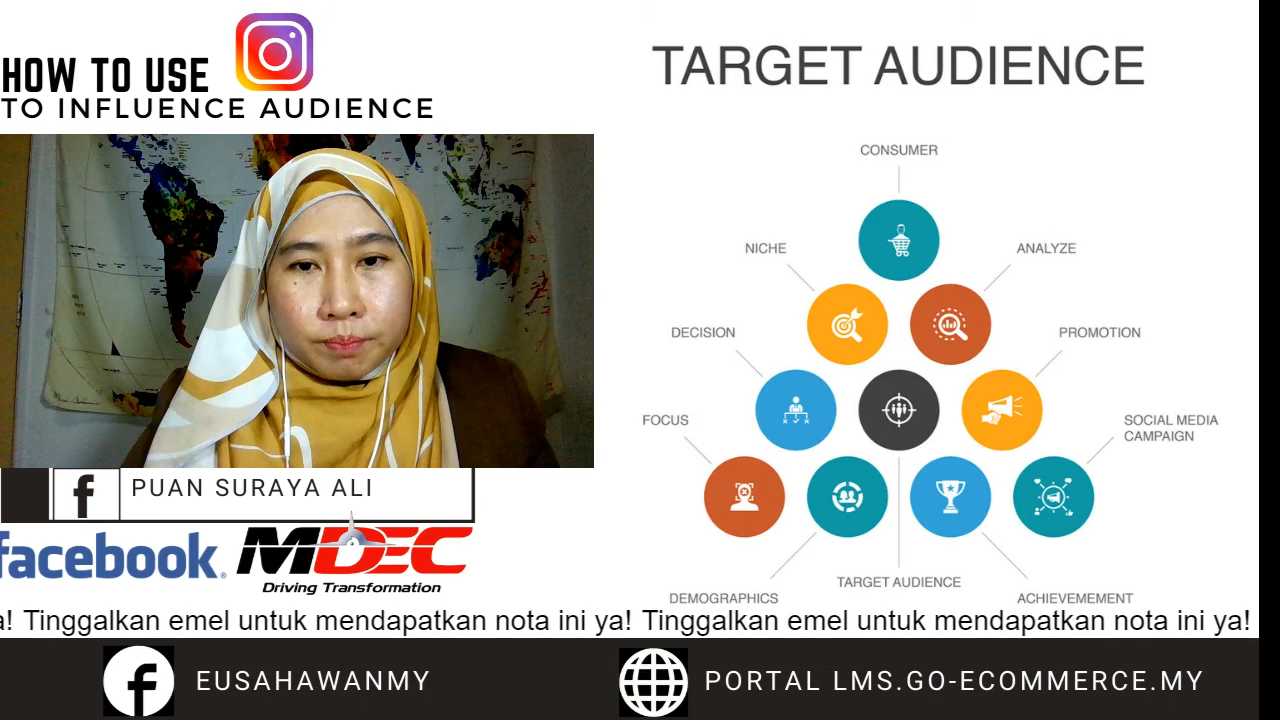 HOW TO USE
TO INFLUENCE AUDIENCE
TARGET AUDIENCE
CONSUMER
NICHE
ANALYZE
DECISION
PROMOTION
FOCUS
SOCIAL MEDIA
CAMPAIGN
TARGET AUDIENCE
DEMOGRAPHICS
ACHIEVEMEMENT
PUAN SURAYA ALI
facebook
MDEC
Driving Transformation
a! Tinggalkan emel untuk mendapatkan nota ini ya! Tinggalkan emel untuk mendapatkan nota ini ya!
EUSAHAWANMY
PORTAL LMS.GO-ECOMMERCE.MY